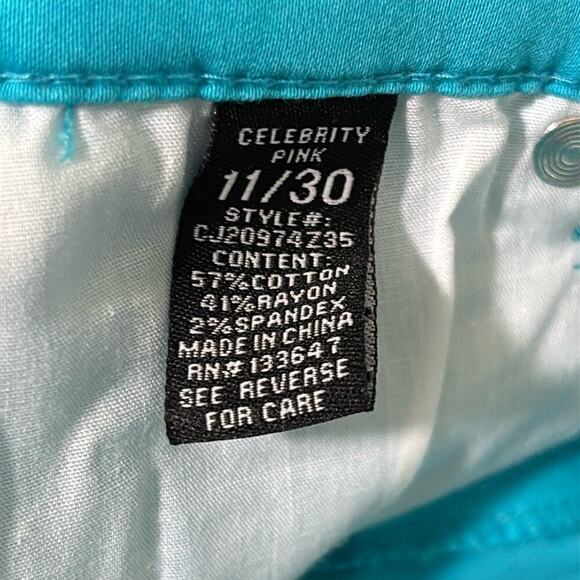 CELEBRITY
PINK
11/30
STYLE#:
CJ20974Z35
CONTENT:
57%COTTON
41%RAYON
2%SPANDEX
MADE IN CHINA
RN# 133647
SEE REVERSE
FOR CARE